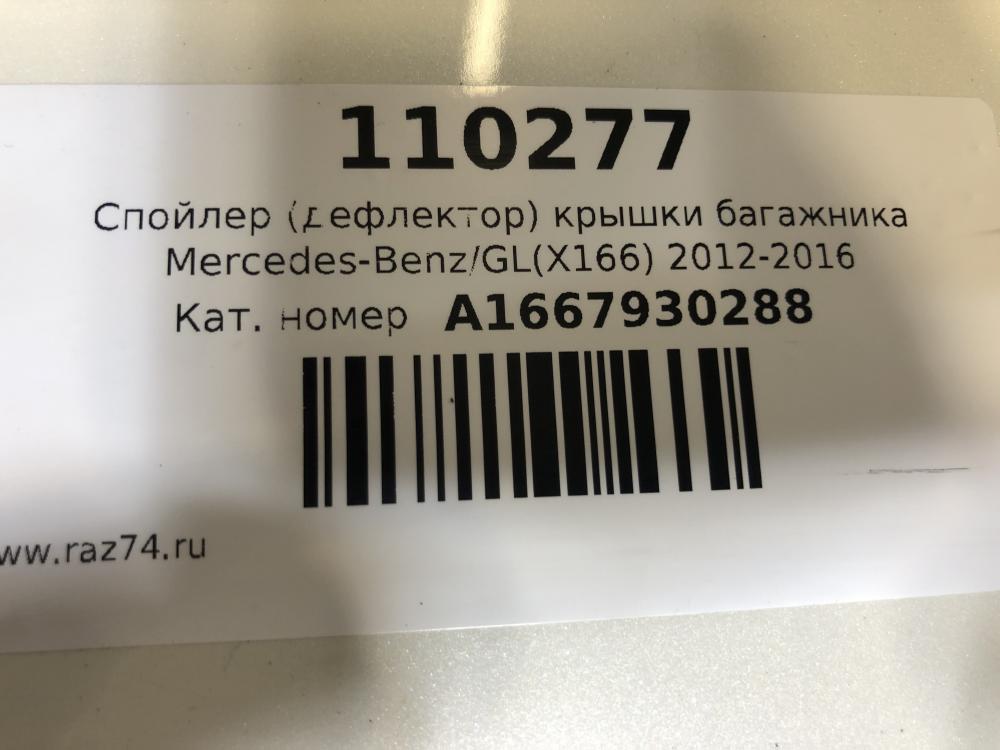 110277
Спойлер (дефлектор) крышки багажника
Mercedes-Benz/GL(X166) 2012-2016
Кат. номер A1667930288
ww.raz74.ru